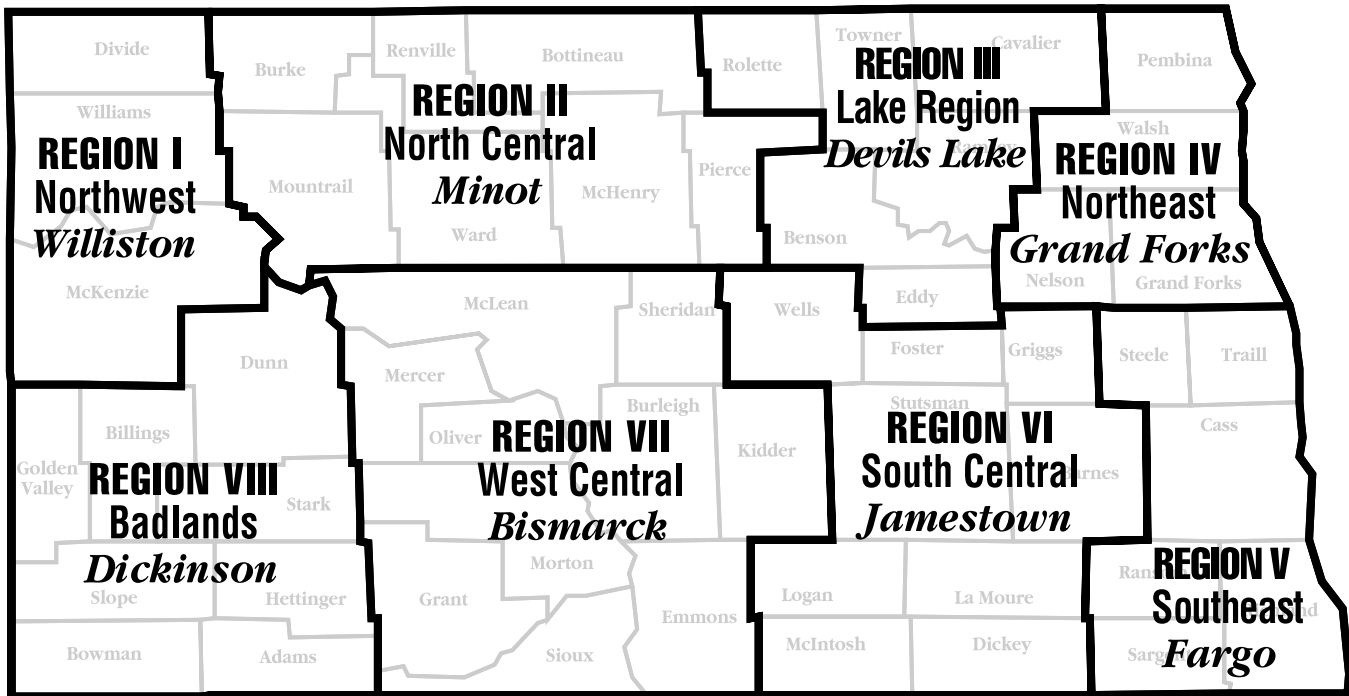 Divide
Burke
Renville
Bottineau
Rolette
Towner
Cavalier
Pembina
Williams
Mountrail
Ward
McHenry
Pierce
Benson
Walsh
REGION I
Northwest
Williston
REGION II
North Central
Minot
REGION III
Lake Region
Devils Lake
REGION IV
Northeast
Grand Forks
McKenzie
McLean
Sheridan
Wells
Eddy
Nelson
Grand Forks
Dunn
Mercer
Foster
Griggs
Steele
Traill
Billings
Oliver
Burleigh
Kidder
Stutsman
Cass
Golden
Valley
Stark
REGION VIII
Badlands
Dickinson
REGION VII
West Central
Bismarck
REGION VI
South Central
Jamestown
REGION V
Southeast
Fargo
Slope
Hettinger
Grant
Morton
Emmons
Logan
La Moure
Bowman
Adams
Sioux
McIntosh
Dickey